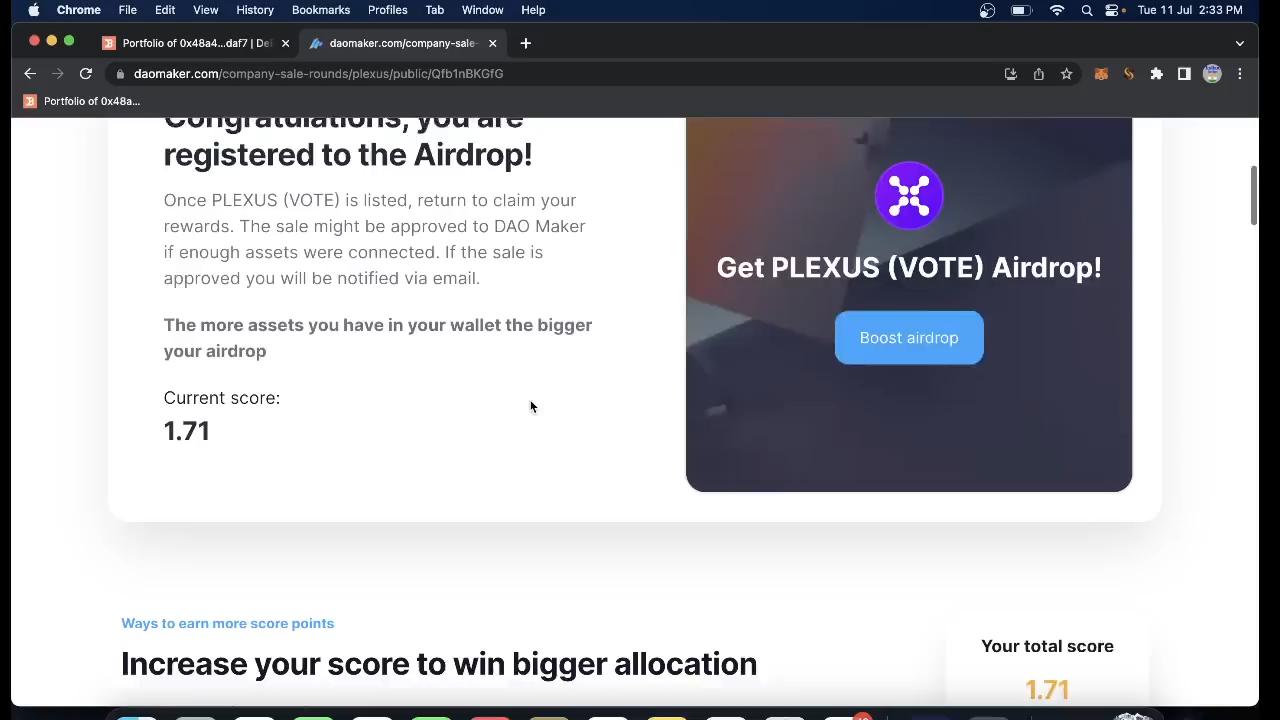 Chrome File Edit View History Bookmarks Profiles Tab Window Help Tue 11 Jul 2:33 PM
Portfolio of 0x48a4...daf7 | De daomaker.com/company-sale-
daomaker.com/company-sale-rounds/plexus/public/Qfb1nBKGfG
Portfolio of 0x48a...
Congratulations, you are
registered to the Airdrop!
Once PLEXUS (VOTE) is listed, return to claim your
rewards. The sale might be approved to DAO Maker
if enough assets were connected. If the sale is
approved you will be notified via email.
The more assets you have in your wallet the bigger
your airdrop
Current score:
1.71
Get PLEXUS (VOTE) Airdrop!
Boost airdrop
Ways to earn more score points
Increase your score to win bigger allocation
Your total score
1.71